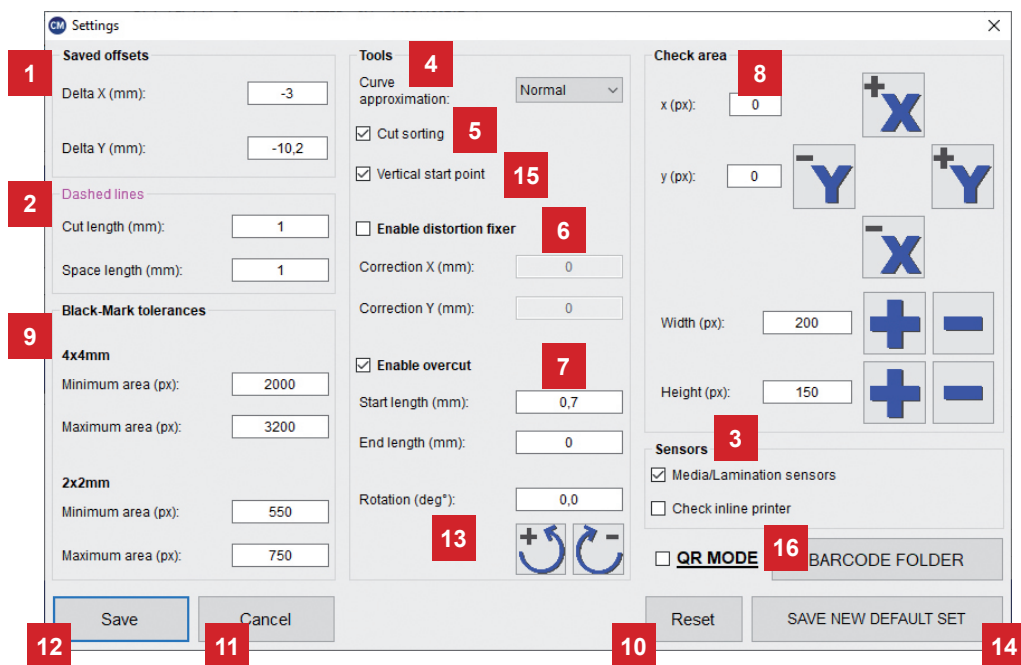 CM Settings
1
Saved offsets
Delta X (mm): -3
Delta Y (mm): -10,2
2
Dashed lines
Cut length (mm): 1
Space length (mm): 1
9
Black-Mark tolerances
4x4mm
Minimum area (px): 2000
Maximum area (px): 3200
2x2mm
Minimum area (px): 550
Maximum area (px): 750
Tools
4
Curve
approximation: Normal
Cut sorting
5
Vertical start point
15
Enable distortion fixer
6
Correction X (mm): 0
Correction Y (mm): 0
Enable overcut
7
Start length (mm): 0,7
End length (mm): 0
Rotation (deg°): 0,0
13
+ -
Check area
8
x (px): 0
+X
y (px): 0
-Y +Y
-X
Width (px): 200 + -
Height (px): 150 + -
3
Sensors
Media/Lamination sensors
Check inline printer
QR MODE
16
BARCODE FOLDER
Save
Cancel
Reset
SAVE NEW DEFAULT SET
12
11
10
14